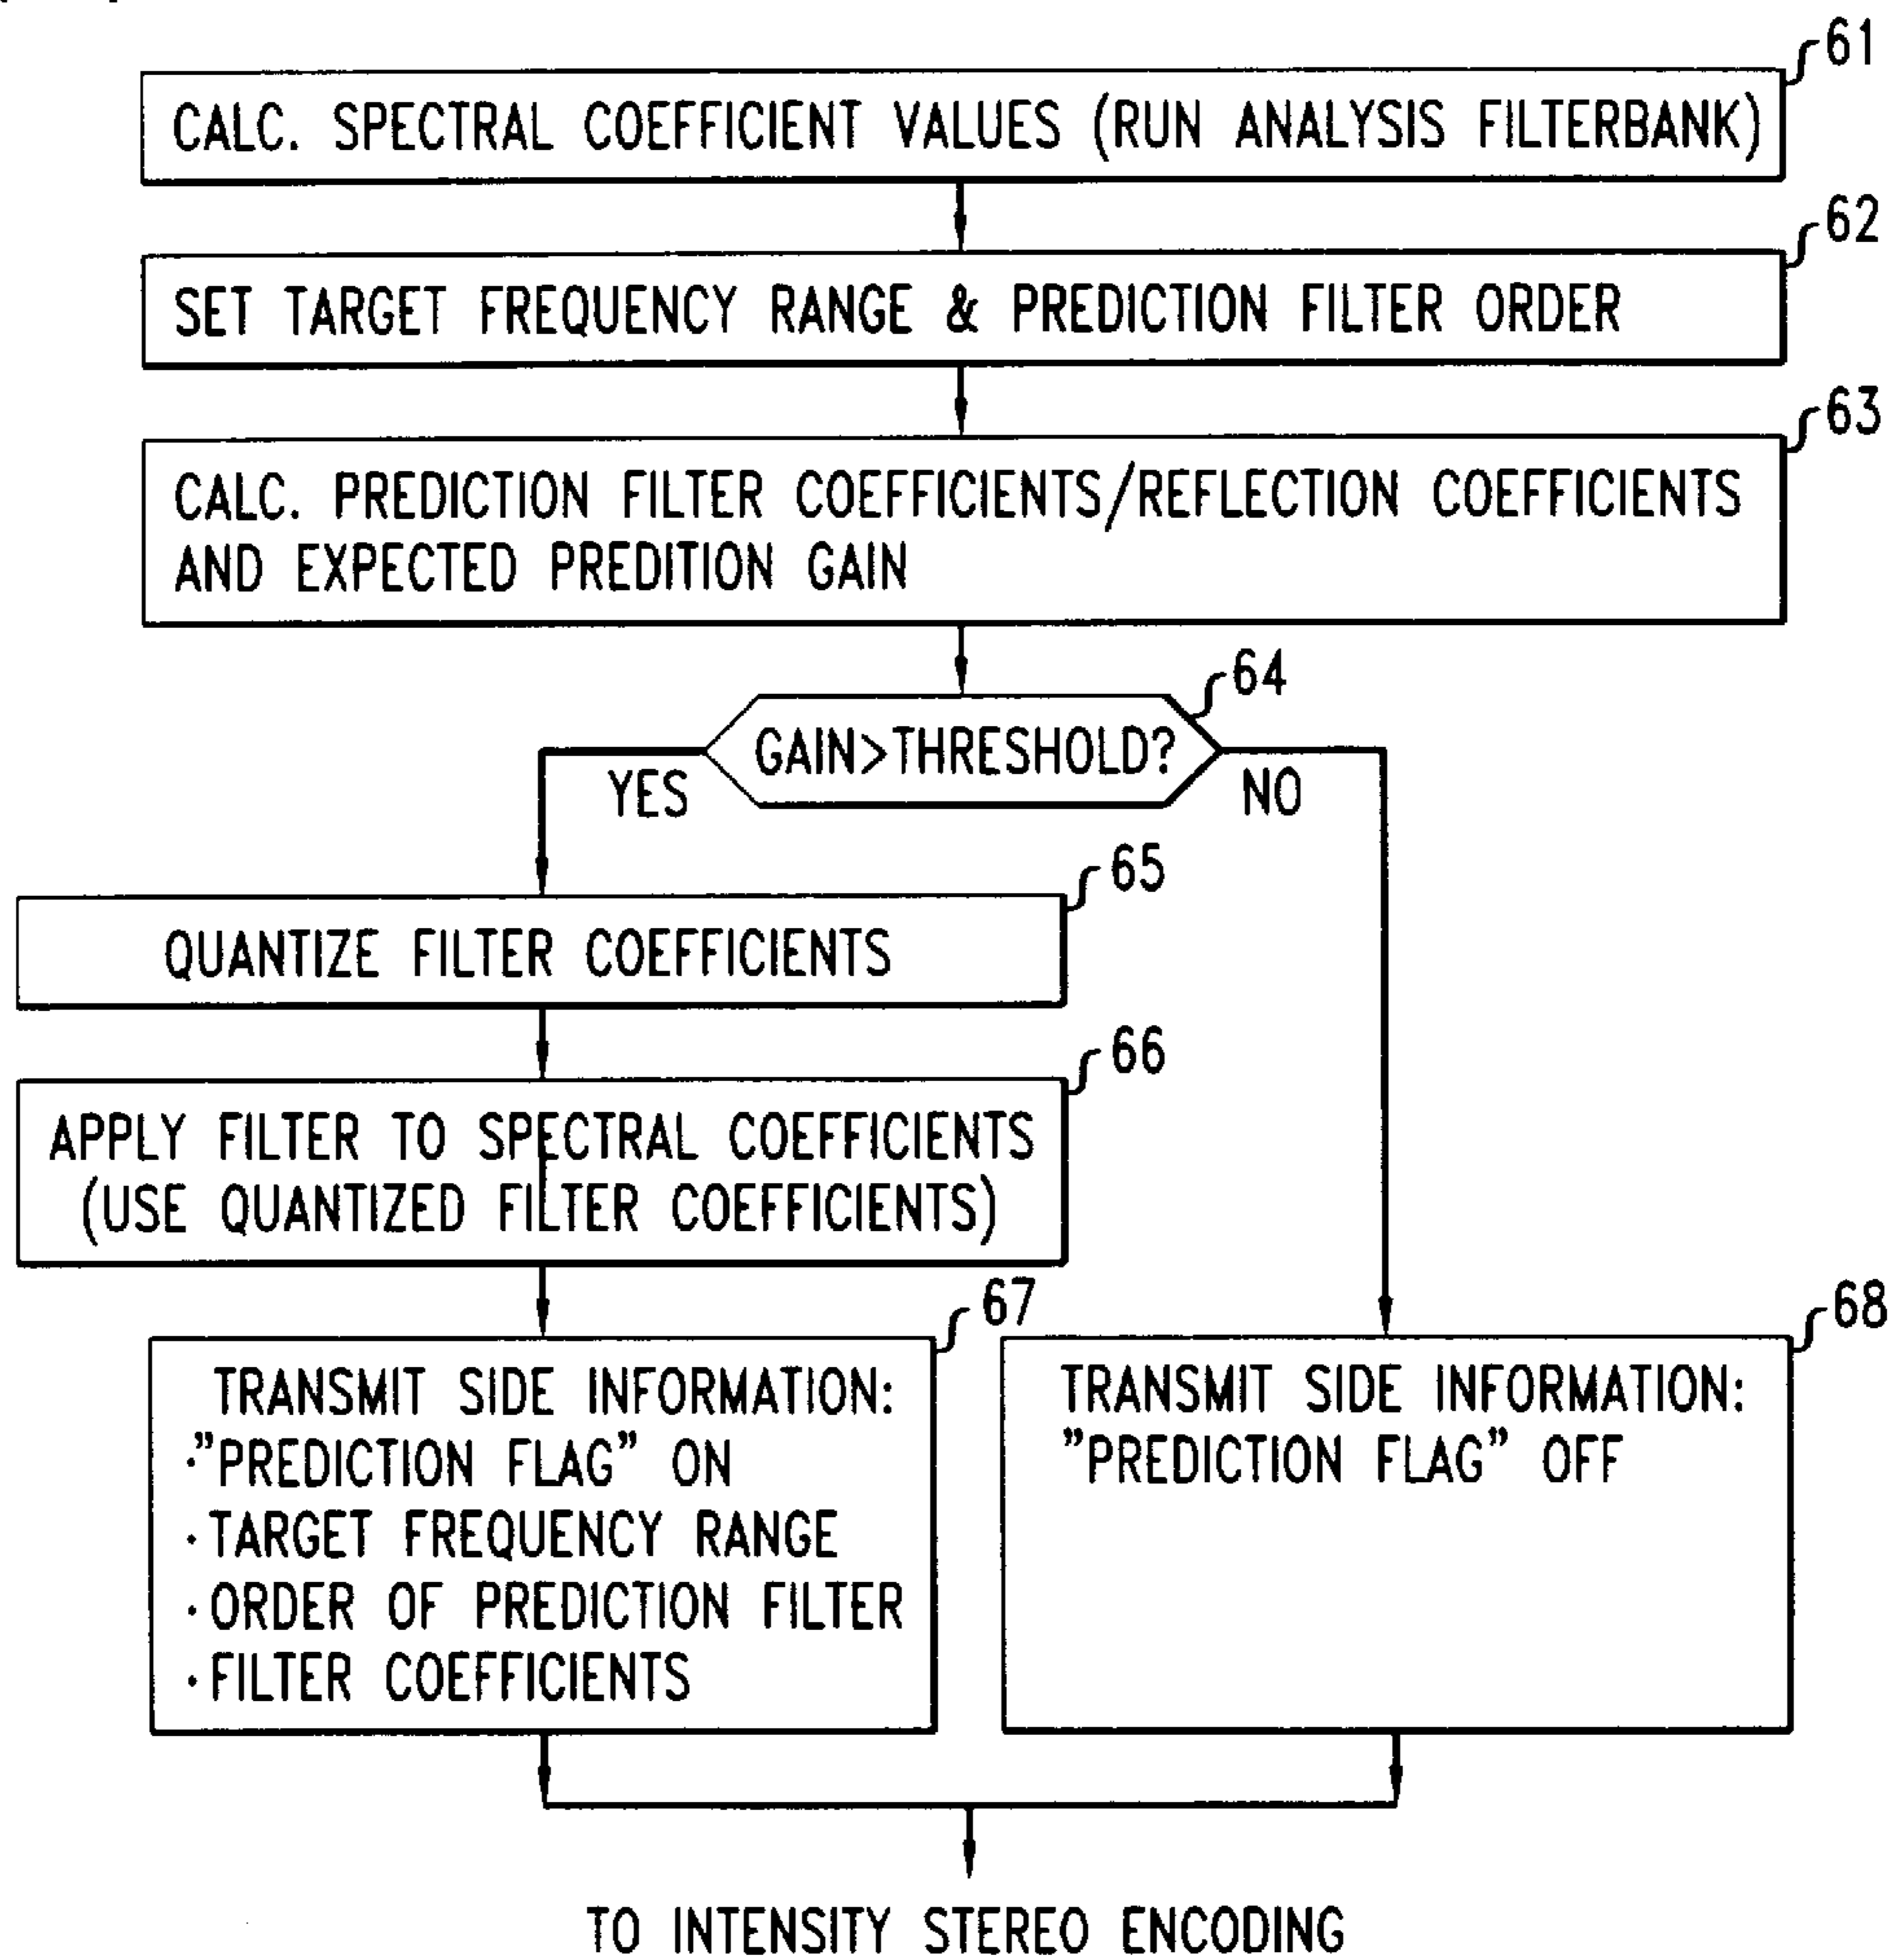 61
CALC. SPECTRAL COEFFICIENT VALUES (RUN ANALYSIS FILTERBANK)
62
SET TARGET FREQUENCY RANGE & PREDICTION FILTER ORDER
63
CALC. PREDICTION FILTER COEFFICIENTS/REFLECTION COEFFICIENTS
AND EXPECTED PREDITION GAIN
64
GAIN>THRESHOLD?
YES
NO
65
QUANTIZE FILTER COEFFICIENTS
66
APPLY FILTER TO SPECTRAL COEFFICIENTS
(USE QUANTIZED FILTER COEFFICIENTS)
67
TRANSMIT SIDE INFORMATION:
·"PREDICTION FLAG" ON
· TARGET FREQUENCY RANGE
· ORDER OF PREDICTION FILTER
· FILTER COEFFICIENTS
68
TRANSMIT SIDE INFORMATION:
"PREDICTION FLAG" OFF
TO INTENSITY STEREO ENCODING